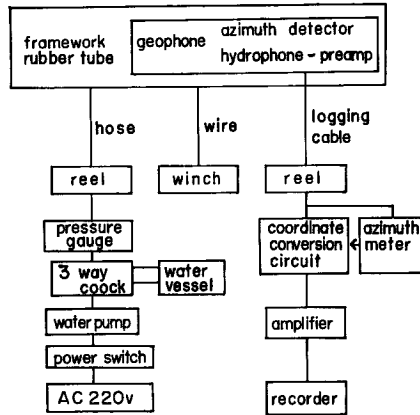 framework
rubber tube
geophone
azimuth detector
hydrophone - preamp
hose
wire
logging
cable
reel
winch
reel
pressure
gauge
coordinate
conversion
circuit
azimuth
meter
3 way
coock
water
vessel
water pump
amplifier
power switch
AC 220v
recorder